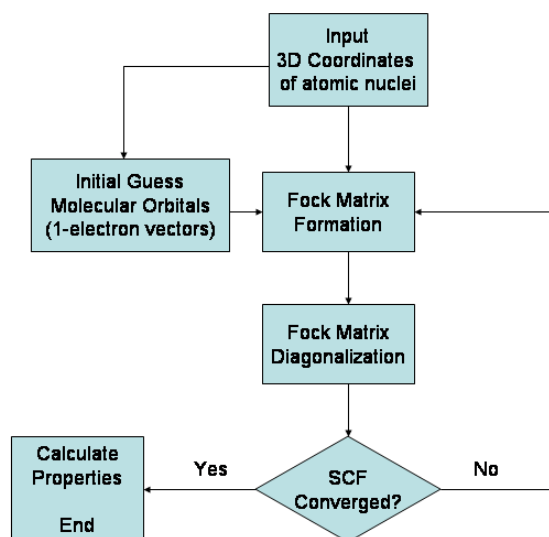 Input
3D Coordinates
of atomic nuclei
Initial Guess
Molecular Orbitals
(1-electron vectors)
Fock Matrix
Formation
Fock Matrix
Diagonalization
SCF
Converged?
Yes
No
Calculate
Properties
End